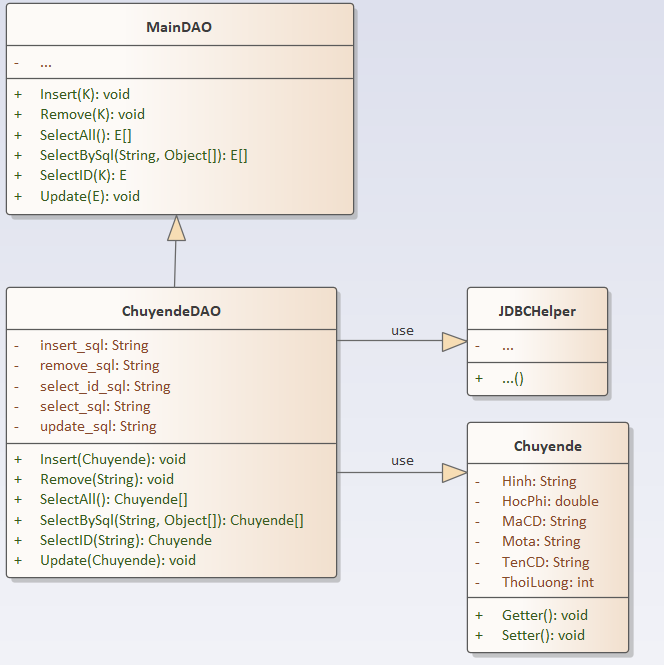 MainDAO
- ...
+ Insert(K): void
+ Remove(K): void
+ SelectAll(): E[]
+ SelectBySql(String, Object[]): E[]
+ SelectID(K): E
+ Update(E): void
ChuyendeDAO
- insert_sql: String
- remove_sql: String
- select_id_sql: String
- select_sql: String
- update_sql: String
+ Insert(Chuyende): void
+ Remove(String): void
+ SelectAll(): Chuyende[]
+ SelectBySql(String, Object[]): Chuyende[]
+ SelectID(String): Chuyende
+ Update(Chuyende): void
use
use
JDBCHelper
- ...
+ ...()
Chuyende
- Hinh: String
- HocPhi: double
- MaCD: String
- Mota: String
- TenCD: String
- ThoiLuong: int
+ Getter(): void
+ Setter(): void